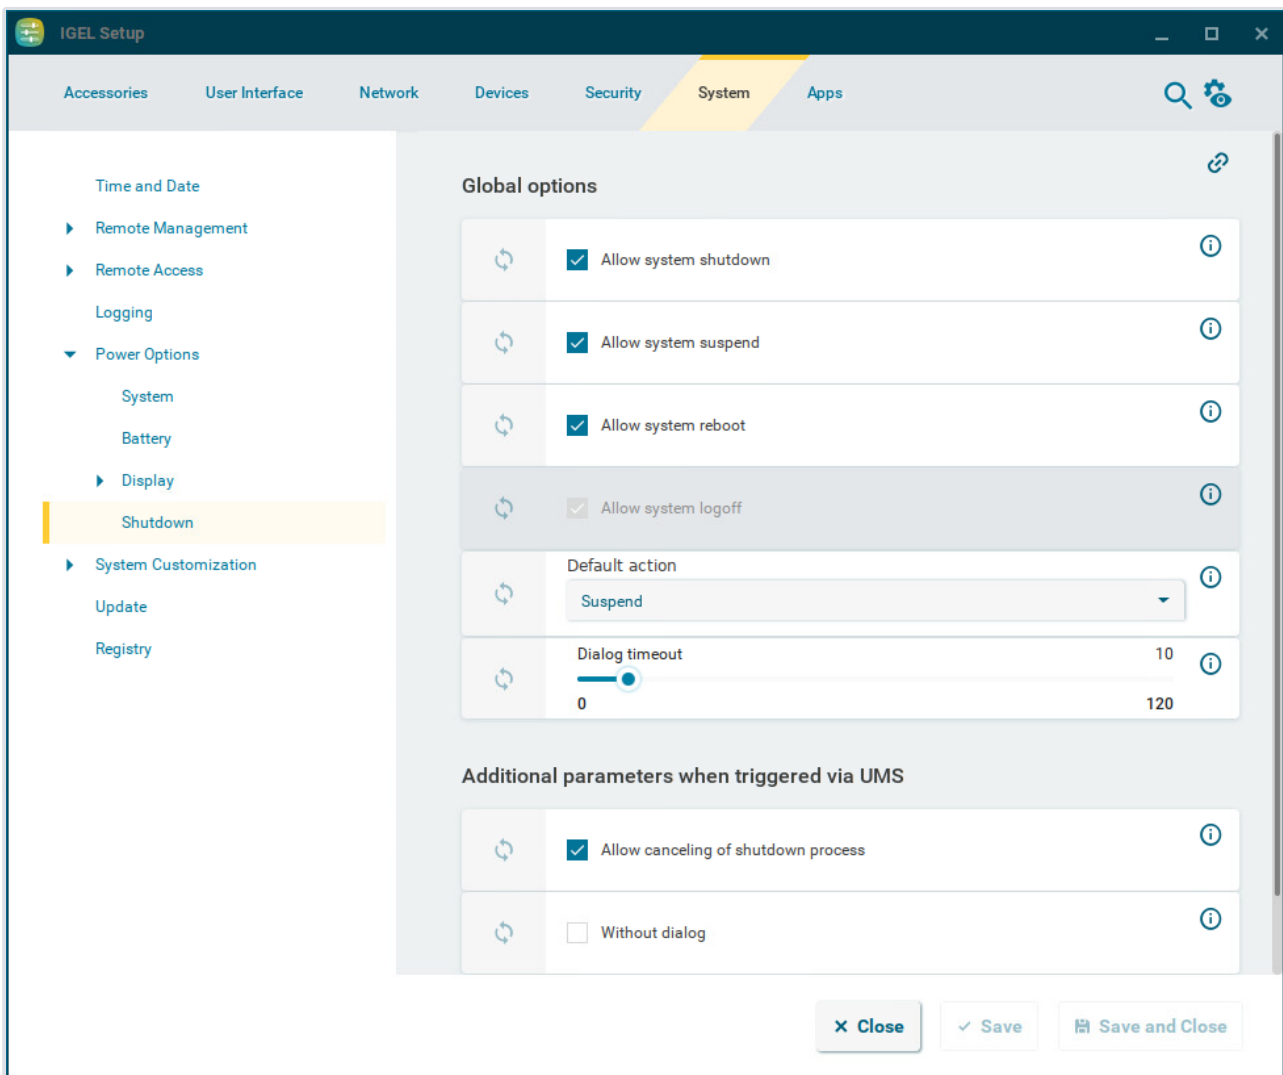 IGEL Setup
Accessories
User Interface
Network
Devices
Security
System
Apps
Time and Date
Remote Management
Remote Access
Logging
Power Options
System
Battery
Display
Shutdown
System Customization
Update
Registry
Global options
Allow system shutdown
Allow system suspend
Allow system reboot
Allow system logoff
Default action
Suspend
Dialog timeout 10
0 120
Additional parameters when triggered via UMS
Allow canceling of shutdown process
Without dialog
Close
Save
Save and Close